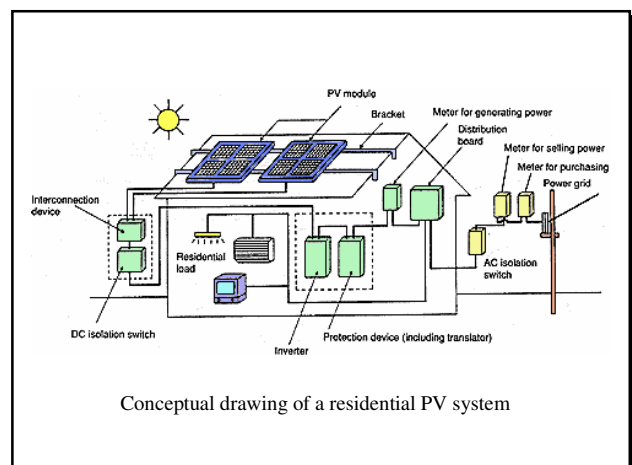 PV module
Bracket
Meter for generating power
Distribution
board
Meter for selling power
Meter for purchasing
Power grid
Interconnection
device
Residential
load
AC isolation
switch
DC isolation switch
Inverter
Protection device (including translator)
Conceptual drawing of a residential PV system